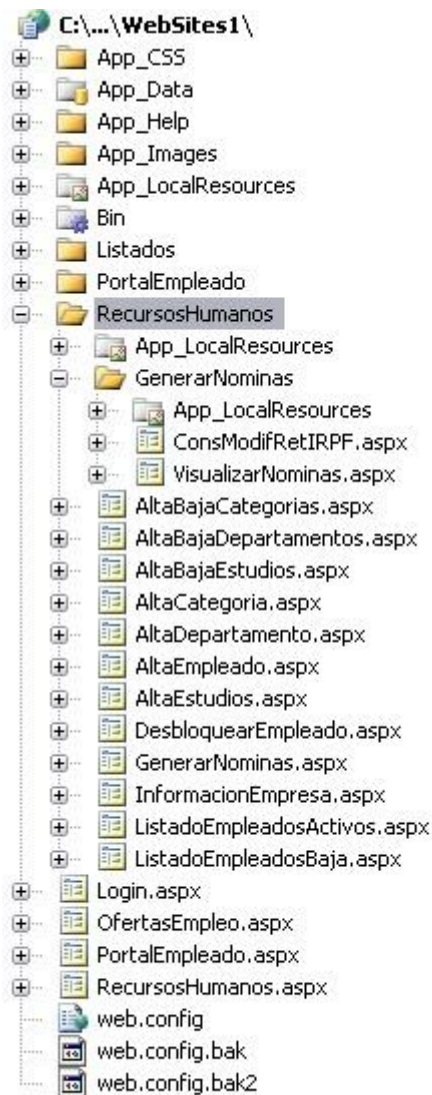 C:\...\WebSites1\
App_CSS
App_Data
App_Help
App_Images
App_LocalResources
Bin
Listados
PortalEmpleado
RecursosHumanos
App_LocalResources
GenerarNominas
App_LocalResources
ConsModifRetIRPF.aspx
VisualizarNominas.aspx
AltaBajaCategorias.aspx
AltaBajaDepartamentos.aspx
AltaBajaEstudios.aspx
AltaCategoria.aspx
AltaDepartamento.aspx
AltaEmpleado.aspx
AltaEstudios.aspx
DesbloquearEmpleado.aspx
GenerarNominas.aspx
InformacionEmpresa.aspx
ListadoEmpleadosActivos.aspx
ListadoEmpleadosBaja.aspx
Login.aspx
OfertasEmpleo.aspx
PortalEmpleado.aspx
RecursosHumanos.aspx
web.config
web.config.bak
web.config.bak2